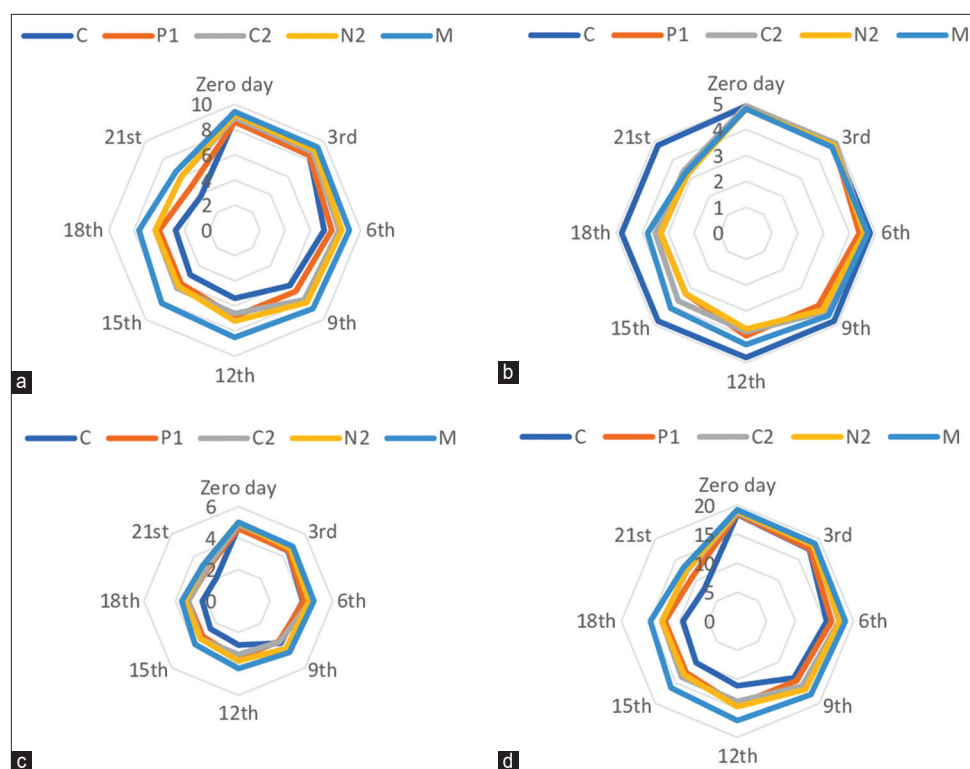 C P1 C2 N2 M
Zero day
10
8
6
4
2
0
21st 3rd
18th 6th
15th 9th
12th
a
C P1 C2 N2 M
Zero day
5
4
3
2
1
0
21st 3rd
18th 6th
15th 9th
12th
b
C P1 C2 N2 M
Zero day
6
4
2
0
21st 3rd
18th 6th
15th 9th
12th
c
C P1 C2 N2 M
Zero day
20
15
10
5
0
21st 3rd
18th 6th
15th 9th
12th
d